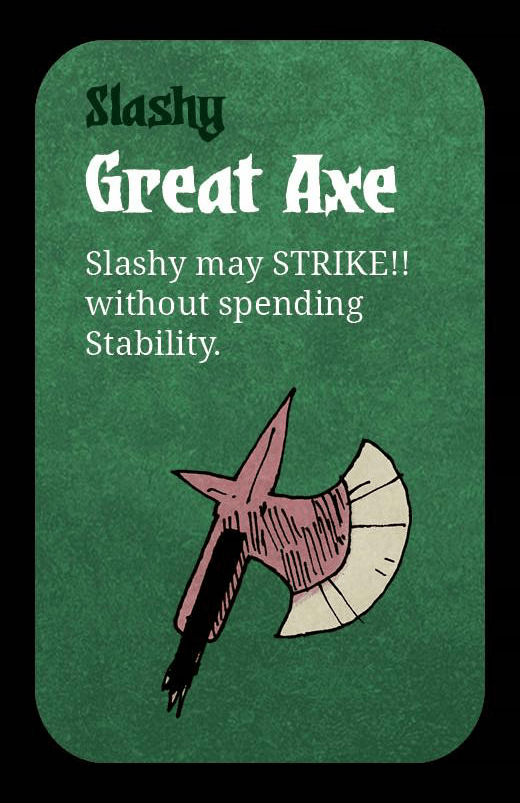 Slashy
Great Axe
Slashy may STRIKE!!
without spending
Stability.